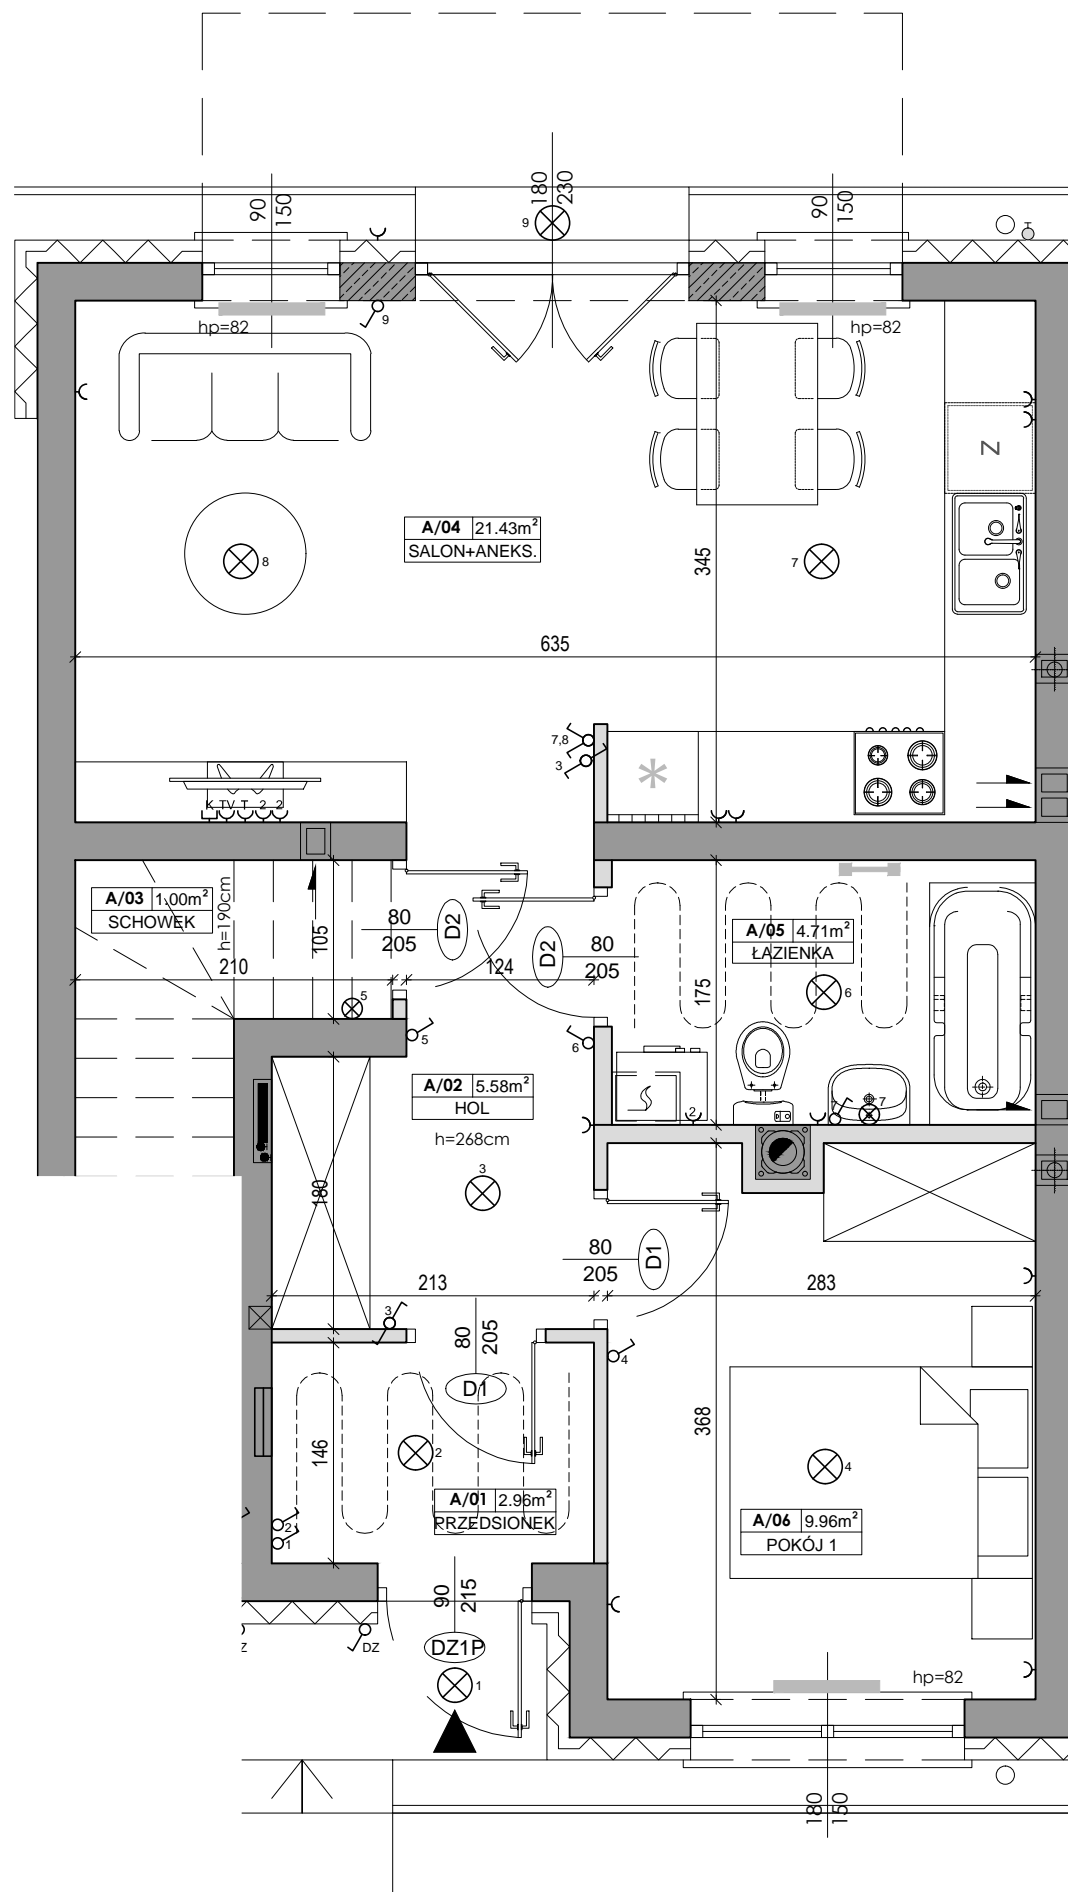 180
230
90
150
9
90
150
hp=82
9
hp=82
Z
A/04 21.43m²
SALON+ANEKS.
8
7
345
635
7,8
3
K TV T 2 2
A/03 1.00m²
SCHOWEK
h=190cm
105
80
205
D2
D2
80
205
A/05 4.71m²
ŁAZIENKA
210
124
175
6
5
5
6
A/02 5.58m²
HOL
h=268cm
2
7
3
180
80
205
D1
213
283
3
80
205
D1
4
146
2
368
4
A/01 2.96m²
PRZEDSIONEK
A/06 9.96m²
POKÓJ 1
2
1
90
215
Z
DZ
DZ1P
1
hp=82
180
150